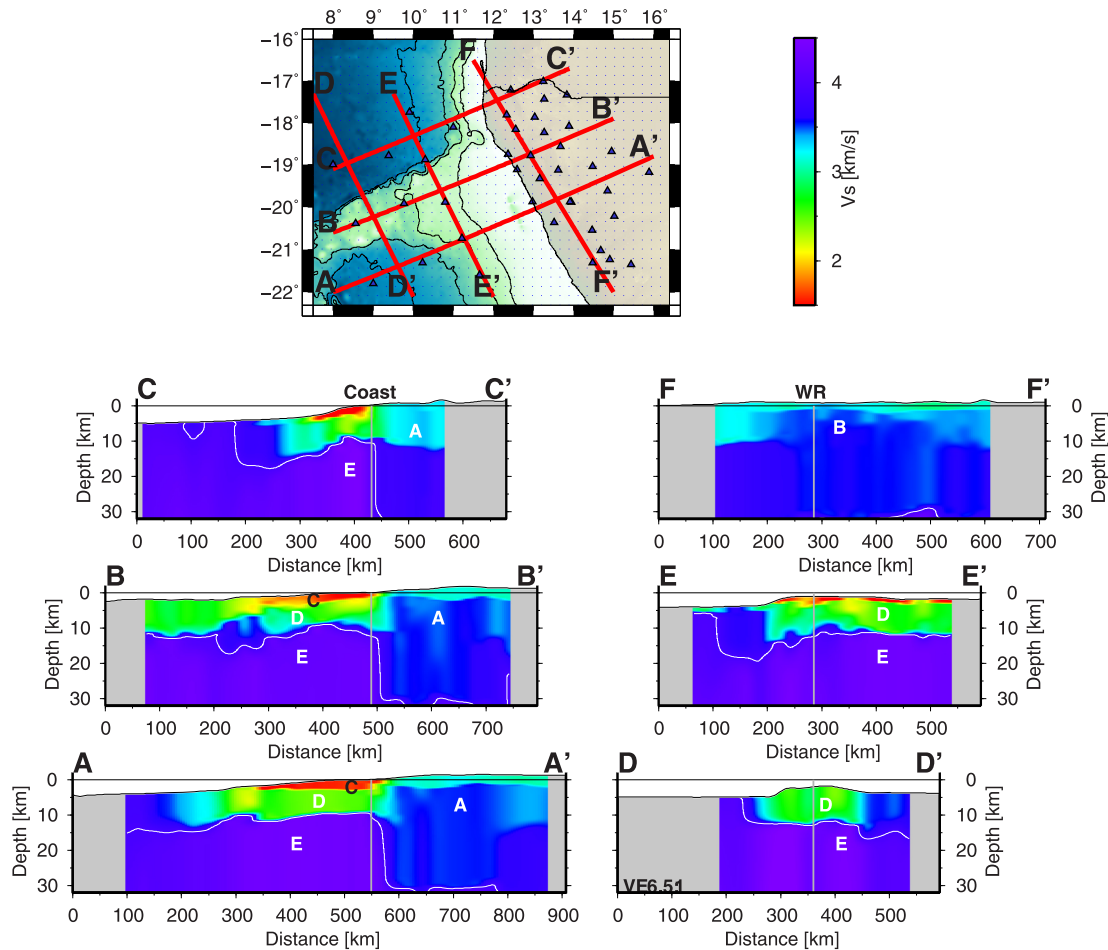 8° 9° 10° 11° 12° 13° 14° 15° 16°
−16°
−17°
−18°
−19°
−20°
−21°
−22°
D E F C' B' A' C B A D' E' F'
4
3
2
Vs [km/s]
C Coast C'
0
10
20
30
Depth [km]
A
E
0 100 200 300 400 500 600
Distance [km]
F WR F'
0
10
20
30
Depth [km]
B
0 100 200 300 400 500 600 700
Distance [km]
B B'
0
10
20
30
Depth [km]
C
D
A
E
0 100 200 300 400 500 600 700
Distance [km]
E E'
0
10
20
30
Depth [km]
D
E
0 100 200 300 400 500
Distance [km]
A A'
0
10
20
30
Depth [km]
C
D
A
E
0 100 200 300 400 500 600 700 800 900
Distance [km]
D D'
0
10
20
30
Depth [km]
D
E
VE6.51
0 100 200 300 400 500
Distance [km]